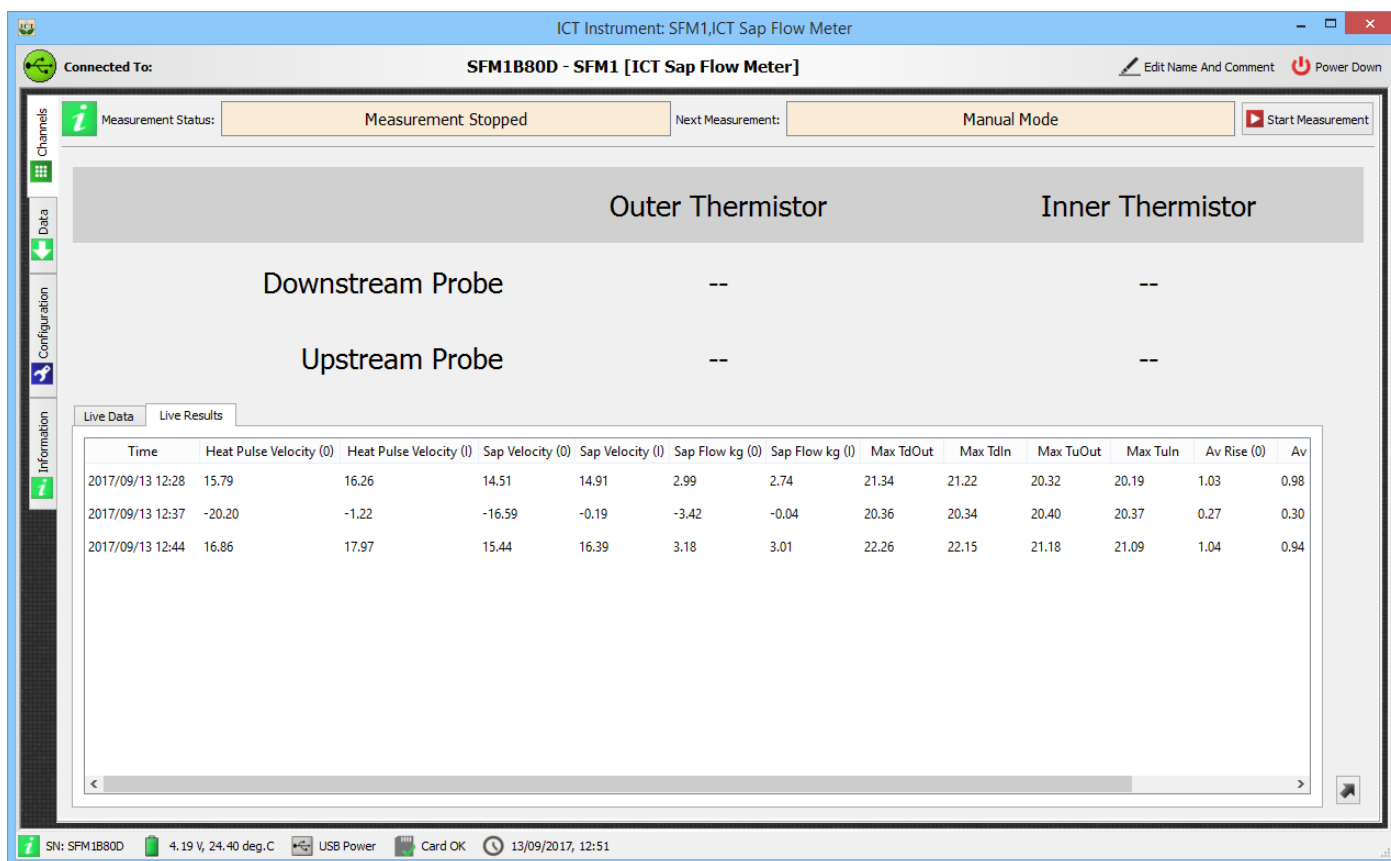 ICT Instrument: SFM1,ICT Sap Flow Meter
Connected To: SFM1B80D - SFM1 [ICT Sap Flow Meter] Edit Name And Comment Power Down
Channels
Data
Configuration
Information
Measurement Status: Measurement Stopped Next Measurement: Manual Mode Start Measurement
Outer Thermistor Inner Thermistor
Downstream Probe -- --
Upstream Probe -- --
Live Data Live Results
Time Heat Pulse Velocity (0) Heat Pulse Velocity (I) Sap Velocity (0) Sap Velocity (I) Sap Flow kg (0) Sap Flow kg (I) Max TdOut Max TdIn Max TuOut Max TuIn Av Rise (0) Av
2017/09/13 12:28 15.79 16.26 14.51 14.91 2.99 2.74 21.34 21.22 20.32 20.19 1.03 0.98
2017/09/13 12:37 -20.20 -1.22 -16.59 -0.19 -3.42 -0.04 20.36 20.34 20.40 20.37 0.27 0.30
2017/09/13 12:44 16.86 17.97 15.44 16.39 3.18 3.01 22.26 22.15 21.18 21.09 1.04 0.94
SN: SFM1B80D 4.19 V, 24.40 deg.C USB Power Card OK 13/09/2017, 12:51